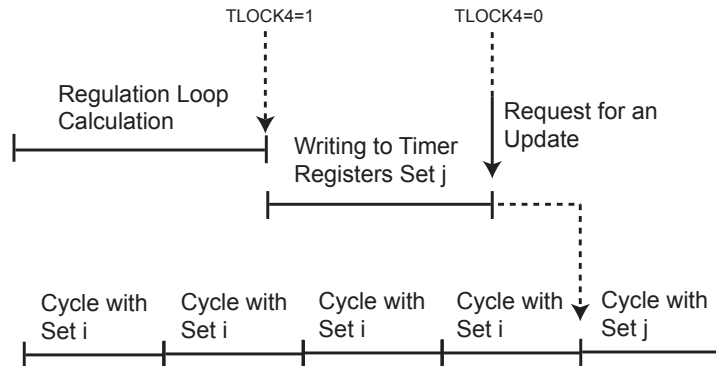 TLOCK4=1
TLOCK4=0
Regulation Loop
Calculation
Request for an
Update
Writing to Timer
Registers Set j
Cycle with
Set i
Cycle with
Set i
Cycle with
Set i
Cycle with
Set i
Cycle with
Set j